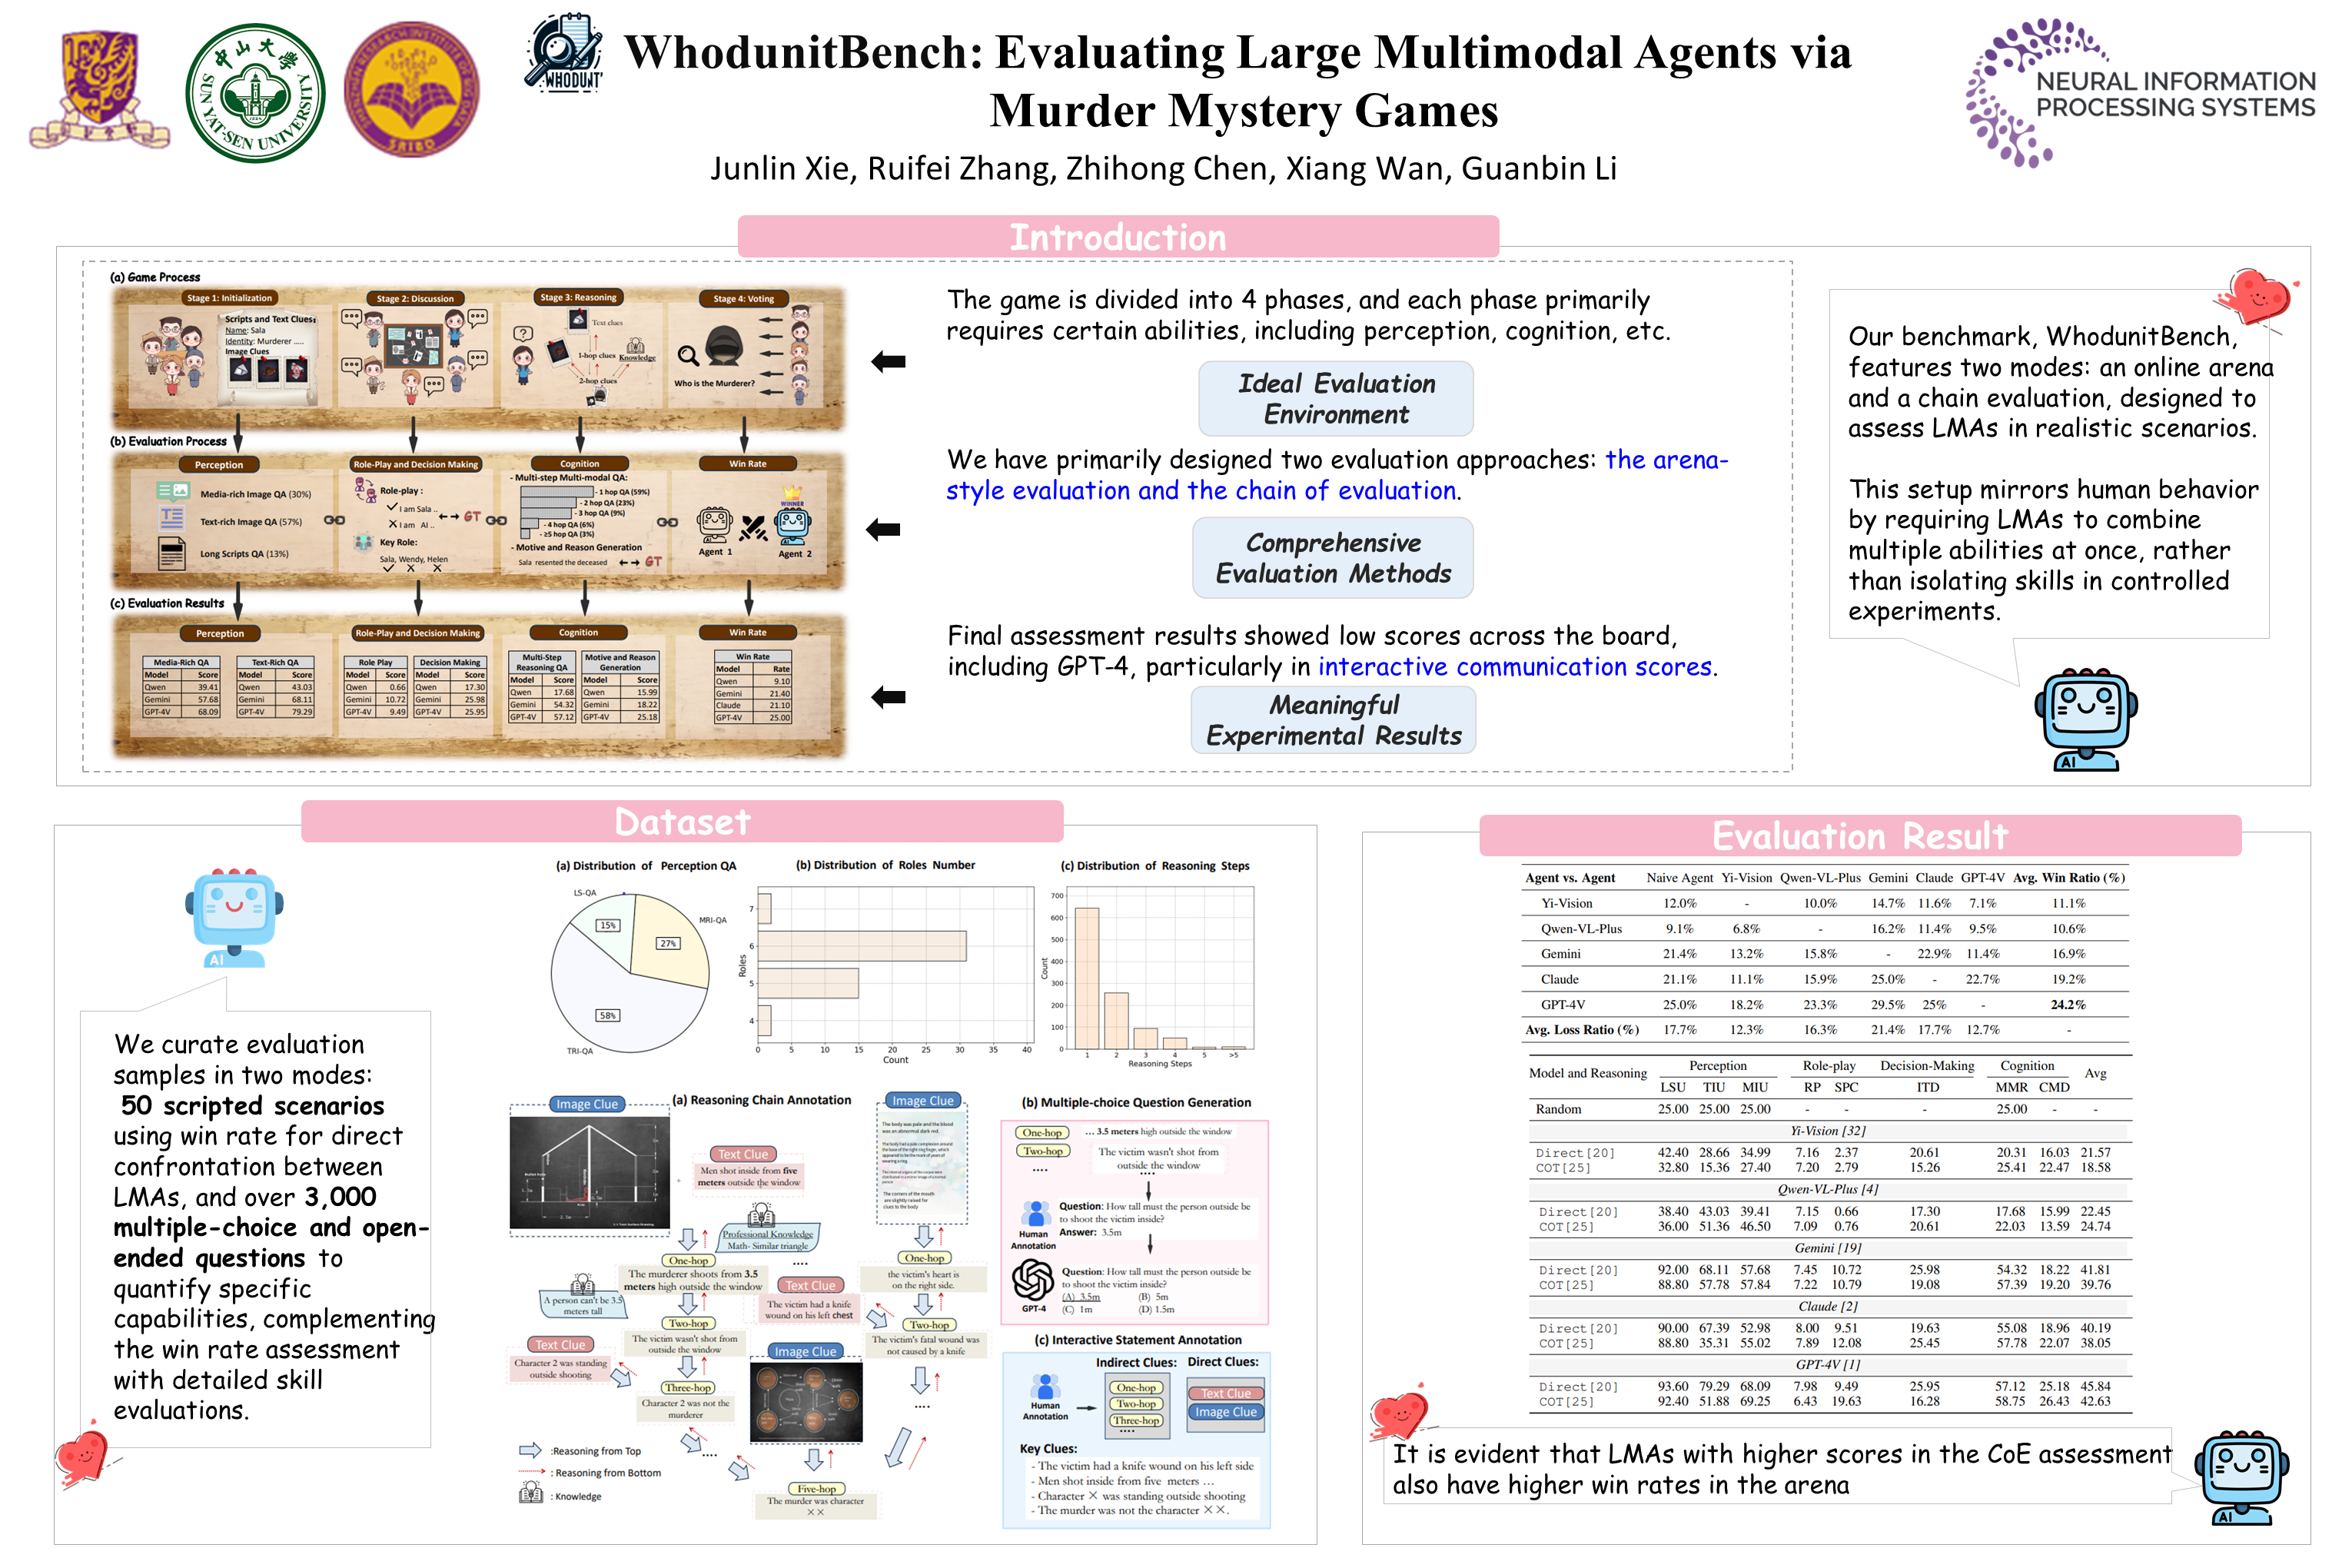 WhodunitBench: Evaluating Large Multimodal Agents via
Murder Mystery Games
Junlin Xie, Ruifei Zhang, Zhihong Chen, Xiang Wan, Guanbin Li
中山大学
SUN YAT-SEN UNIVERSITY
SRIBD
WHODUNIT
NEURAL INFORMATION
PROCESSING SYSTEMS
Introduction
(a) Game Process
Stage 1: Initialization
Stage 2: Discussion
Stage 3: Reasoning
Stage 4: Voting
Scripts and Text Clues:
Name: Sala
Identity: Murderer .....
Image Clues
Text clues
1-hop clues
Knowledge
2-hop clues
Who is the Murderer?
(b) Evaluation Process
Perception
Role-Play and Decision Making
Cognition
Win Rate
Media-rich Image QA (30%)
Text-rich Image QA (57%)
Long Scripts QA (13%)
Role-play :
I am Sala ..
I am AI ..
GT
Key Role:
Sala, Wendy, Helen
- Multi-step Multi-modal QA:
- 1 hop QA (59%)
- 2 hop QA (23%)
- 3 hop QA (9%)
- 4 hop QA (6%)
- ≥5 hop QA (3%)
- Motive and Reason Generation
Sala resented the deceased
GT
WINNER
Agent 1
Agent 2
(c) Evaluation Results
Perception
Role-Play and Decision Making
Cognition
Win Rate
Media-Rich QA
Model Score
Qwen 39.41
Gemini 57.68
GPT-4V 68.09
Text-Rich QA
Model Score
Qwen 43.03
Gemini 68.11
GPT-4V 79.29
Role Play
Model Score
Qwen 0.66
Gemini 10.72
GPT-4V 9.49
Decision Making
Model Score
Qwen 17.30
Gemini 25.98
GPT-4V 25.95
Multi-Step
Reasoning QA
Model Score
Qwen 17.68
Gemini 54.32
GPT-4V 57.12
Motive and Reason
Generation
Model Score
Qwen 15.99
Gemini 18.22
GPT-4V 25.18
Win Rate
Model Rate
Qwen 9.10
Gemini 21.40
Claude 21.10
GPT-4V 25.00
The game is divided into 4 phases, and each phase primarily
requires certain abilities, including perception, cognition, etc.
Ideal Evaluation
Environment
We have primarily designed two evaluation approaches: the arena-
style evaluation and the chain of evaluation.
Comprehensive
Evaluation Methods
Final assessment results showed low scores across the board,
including GPT-4, particularly in interactive communication scores.
Meaningful
Experimental Results
Our benchmark, WhodunitBench,
features two modes: an online arena
and a chain evaluation, designed to
assess LMAs in realistic scenarios.
This setup mirrors human behavior
by requiring LMAs to combine
multiple abilities at once, rather
than isolating skills in controlled
experiments.
AI
Dataset
AI
We curate evaluation
samples in two modes:
50 scripted scenarios
using win rate for direct
confrontation between
LMAs, and over 3,000
multiple-choice and open-
ended questions to
quantify specific
capabilities, complementing
the win rate assessment
with detailed skill
evaluations.
(a) Distribution of Perception QA
LS-QA
MRI-QA
TRI-QA
15%
27%
58%
(b) Distribution of Roles Number
Roles
7
6
5
4
0 5 10 15 20 25 30 35 40
Count
(c) Distribution of Reasoning Steps
Count
700
600
500
400
300
200
100
0
1 2 3 4 5 >5
Reasoning Steps
(a) Reasoning Chain Annotation
Image Clue
Text Clue
Men shot inside from five
meters outside the window
Professional Knowledge
Math- Similar triangle
One-hop
The murderer shoots from 3.5
meters high outside the window
A person can't be 3.5
meters tall
Two-hop
The victim wasn't shot from
outside the window
Text Clue
Character 2 was standing
outside shooting
Three-hop
Character 2 was not the
murderer
Image Clue
The body was pale and the blood
was an abnormal dark red.
The corners of the mouth
are slightly raised for
clues to the body
One-hop
the victim's heart is
on the right side.
Text Clue
The victim had a knife
wound on his left chest
Two-hop
The victim's fatal wound was
not caused by a knife
Image Clue
Five-hop
The murder was character
××
:Reasoning from Top
: Reasoning from Bottom
: Knowledge
(b) Multiple-choice Question Generation
One-hop
Two-hop
....
... 3.5 meters high outside the window
The victim wasn't shot from
outside the window
....
Human
Annotation
Question: How tall must the person outside be
to shoot the victim inside?
Answer: 3.5m
GPT-4
Question: How tall must the person outside be
to shoot the victim inside?
(A) 3.5m (B) 5m
(C) 1m (D) 1.5m
(c) Interactive Statement Annotation
Indirect Clues: Direct Clues:
Human
Annotation
One-hop
Two-hop
Three-hop
....
Text Clue
Image Clue
Key Clues:
- The victim had a knife wound on his left side
- Men shot inside from five meters ...
- Character × was standing outside shooting
- The murder was not the character ××.
Evaluation Result
Agent vs. Agent Naive Agent Yi-Vision Qwen-VL-Plus Gemini Claude GPT-4V Avg. Win Ratio (%)
Yi-Vision 12.0% - 10.0% 14.7% 11.6% 7.1% 11.1%
Qwen-VL-Plus 9.1% 6.8% - 16.2% 11.4% 9.5% 10.6%
Gemini 21.4% 13.2% 15.8% - 22.9% 11.4% 16.9%
Claude 21.1% 11.1% 15.9% 25.0% - 22.7% 19.2%
GPT-4V 25.0% 18.2% 23.3% 29.5% 25% - 24.2%
Avg. Loss Ratio (%) 17.7% 12.3% 16.3% 21.4% 17.7% 12.7% -
Model and Reasoning Perception Role-play Decision-Making Cognition Avg
LSU TIU MIU RP SPC ITD MMR CMD
Random 25.00 25.00 25.00 - - - 25.00 - -
Yi-Vision [32]
Direct[20] 42.40 28.66 34.99 7.16 2.37 20.61 20.31 16.03 21.57
COT[25] 32.80 15.36 27.40 7.20 2.79 15.26 25.41 22.47 18.58
Qwen-VL-Plus [4]
Direct[20] 38.40 43.03 39.41 7.15 0.66 17.30 17.68 15.99 22.45
COT[25] 36.00 51.36 46.50 7.09 0.76 20.61 22.03 13.59 24.74
Gemini [19]
Direct[20] 92.00 68.11 57.68 7.45 10.72 25.98 54.32 18.22 41.81
COT[25] 88.80 57.78 57.84 7.22 10.79 19.08 57.39 19.20 39.76
Claude [2]
Direct[20] 90.00 67.39 52.98 8.00 9.51 19.63 55.08 18.96 40.19
COT[25] 88.80 35.31 55.02 7.89 12.08 25.45 57.78 22.07 38.05
GPT-4V [1]
Direct[20] 93.60 79.29 68.09 7.98 9.49 25.95 57.12 25.18 45.84
COT[25] 92.40 51.88 69.25 6.43 19.63 16.28 58.75 26.43 42.63
It is evident that LMAs with higher scores in the CoE assessment
also have higher win rates in the arena
AI